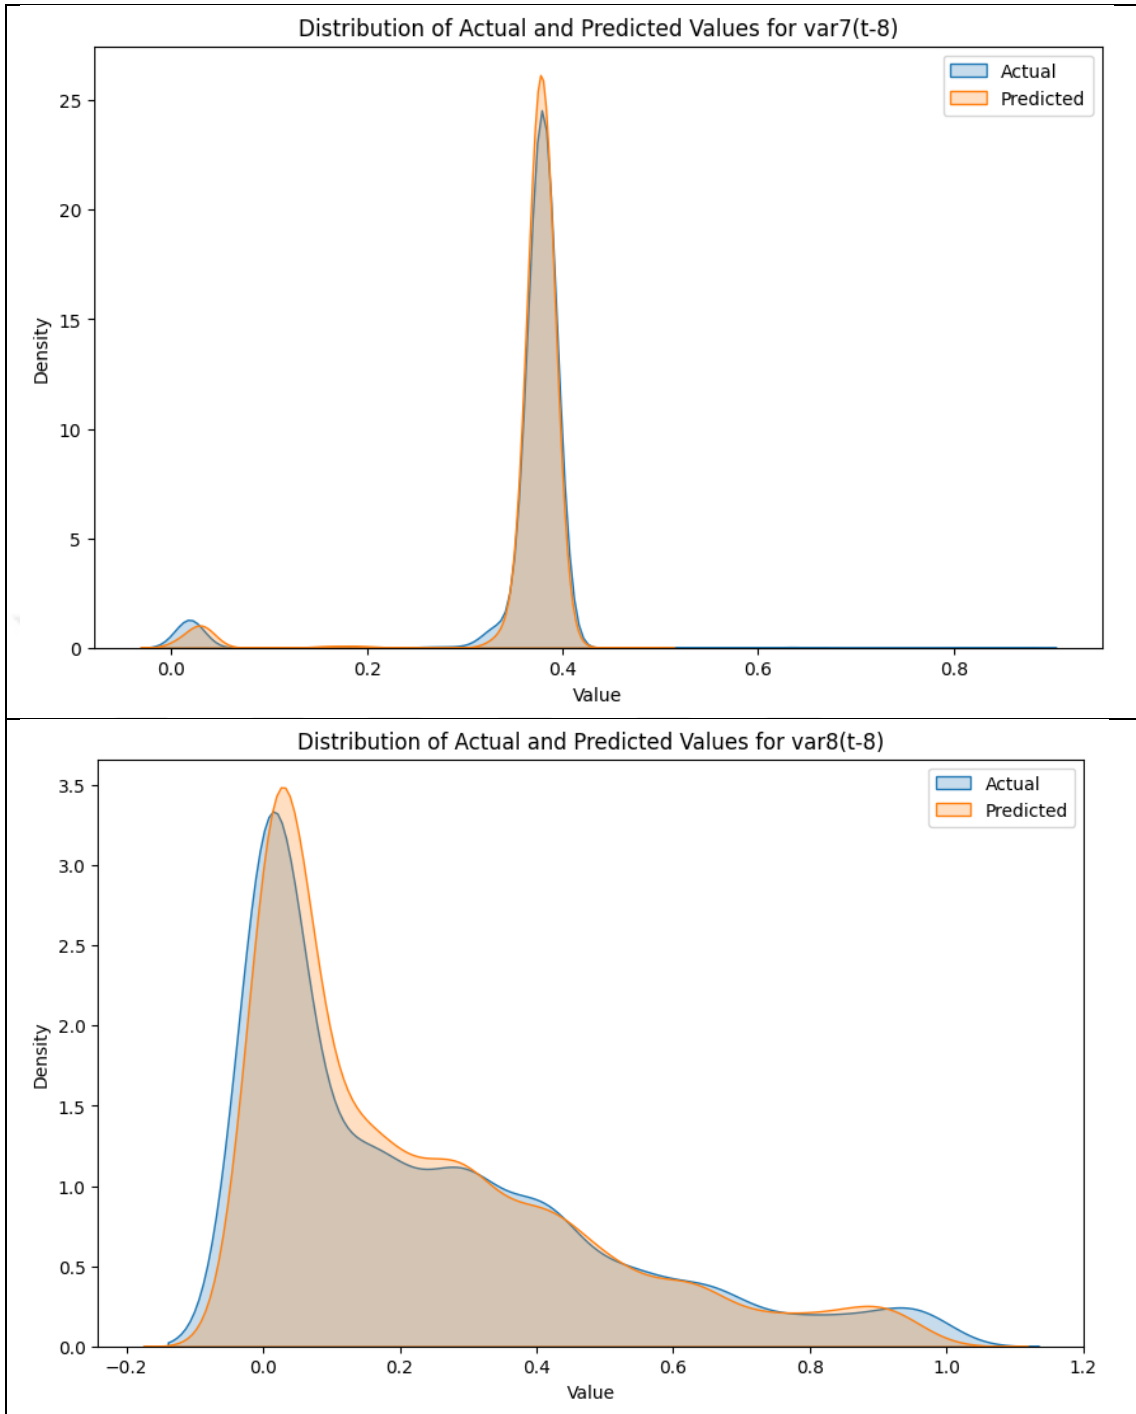 Distribution of Actual and Predicted Values for var7(t-8)
Actual
Predicted
25
20
15
10
5
0
Density
0.0 0.2 0.4 0.6 0.8
Value
Distribution of Actual and Predicted Values for var8(t-8)
Actual
Predicted
3.5
3.0
2.5
2.0
1.5
1.0
0.5
0.0
Density
−0.2 0.0 0.2 0.4 0.6 0.8 1.0 1.2
Value